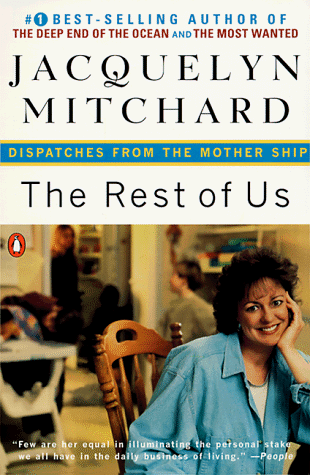 #1 BEST-SELLING AUTHOR OF
THE DEEP END OF THE OCEAN AND THE MOST WANTED
JACQUELYN
MITCHARD
DISPATCHES FROM THE MOTHER SHIP
The Rest of Us
"Few are her equal in illuminating the personal stake
we all have in the daily business of living." —People